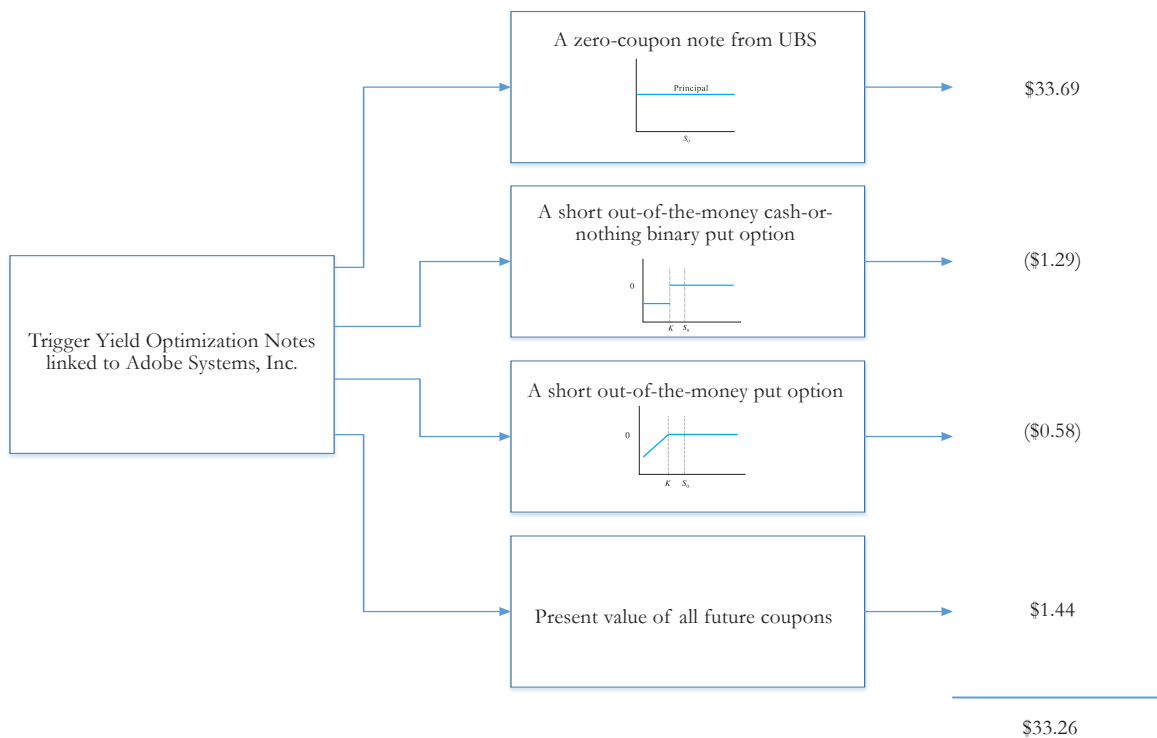 A zero-coupon note from UBS
Principal
S₀
$33.69
A short out-of-the-money cash-or-
nothing binary put option
0
K S₀
($1.29)
Trigger Yield Optimization Notes
linked to Adobe Systems, Inc.
A short out-of-the-money put option
0
K S₀
($0.58)
Present value of all future coupons
$1.44
$33.26